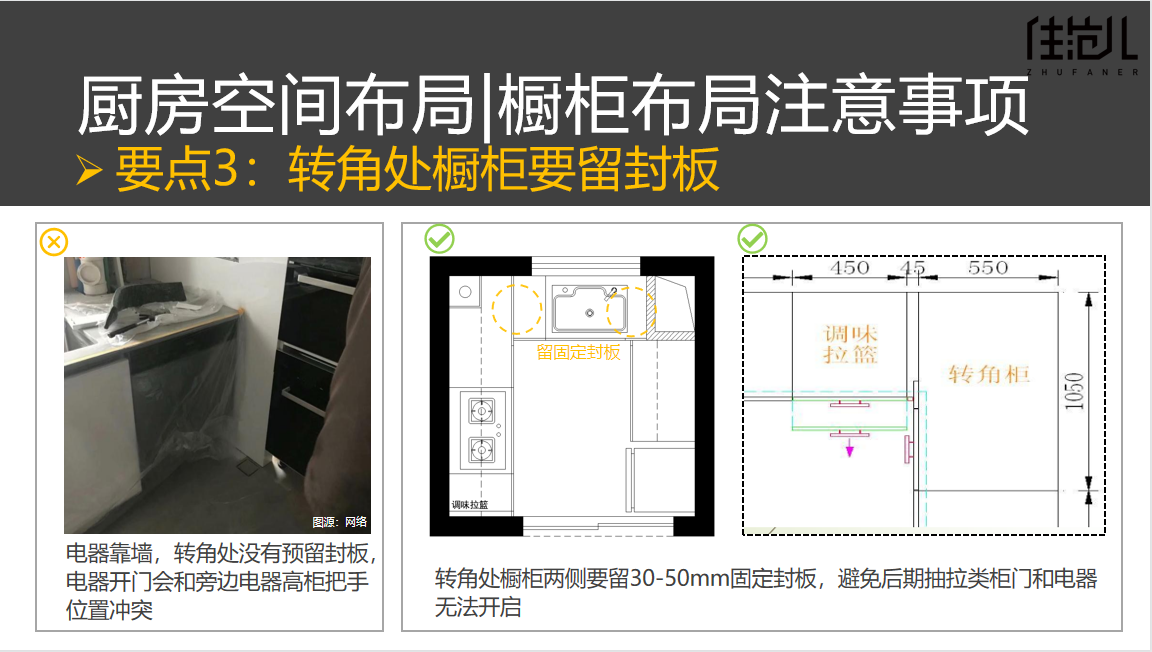 住范儿
ZHUFANER
厨房空间布局|橱柜布局注意事项
要点3：转角处橱柜要留封板
图源：网络
电器靠墙，转角处没有预留封板，
电器开门会和旁边电器高柜把手
位置冲突
留固定封板
调味拉篮
450 45 550
调味
拉篮
转角柜
1050
转角处橱柜两侧要留30-50mm固定封板，避免后期抽拉类柜门和电器
无法开启